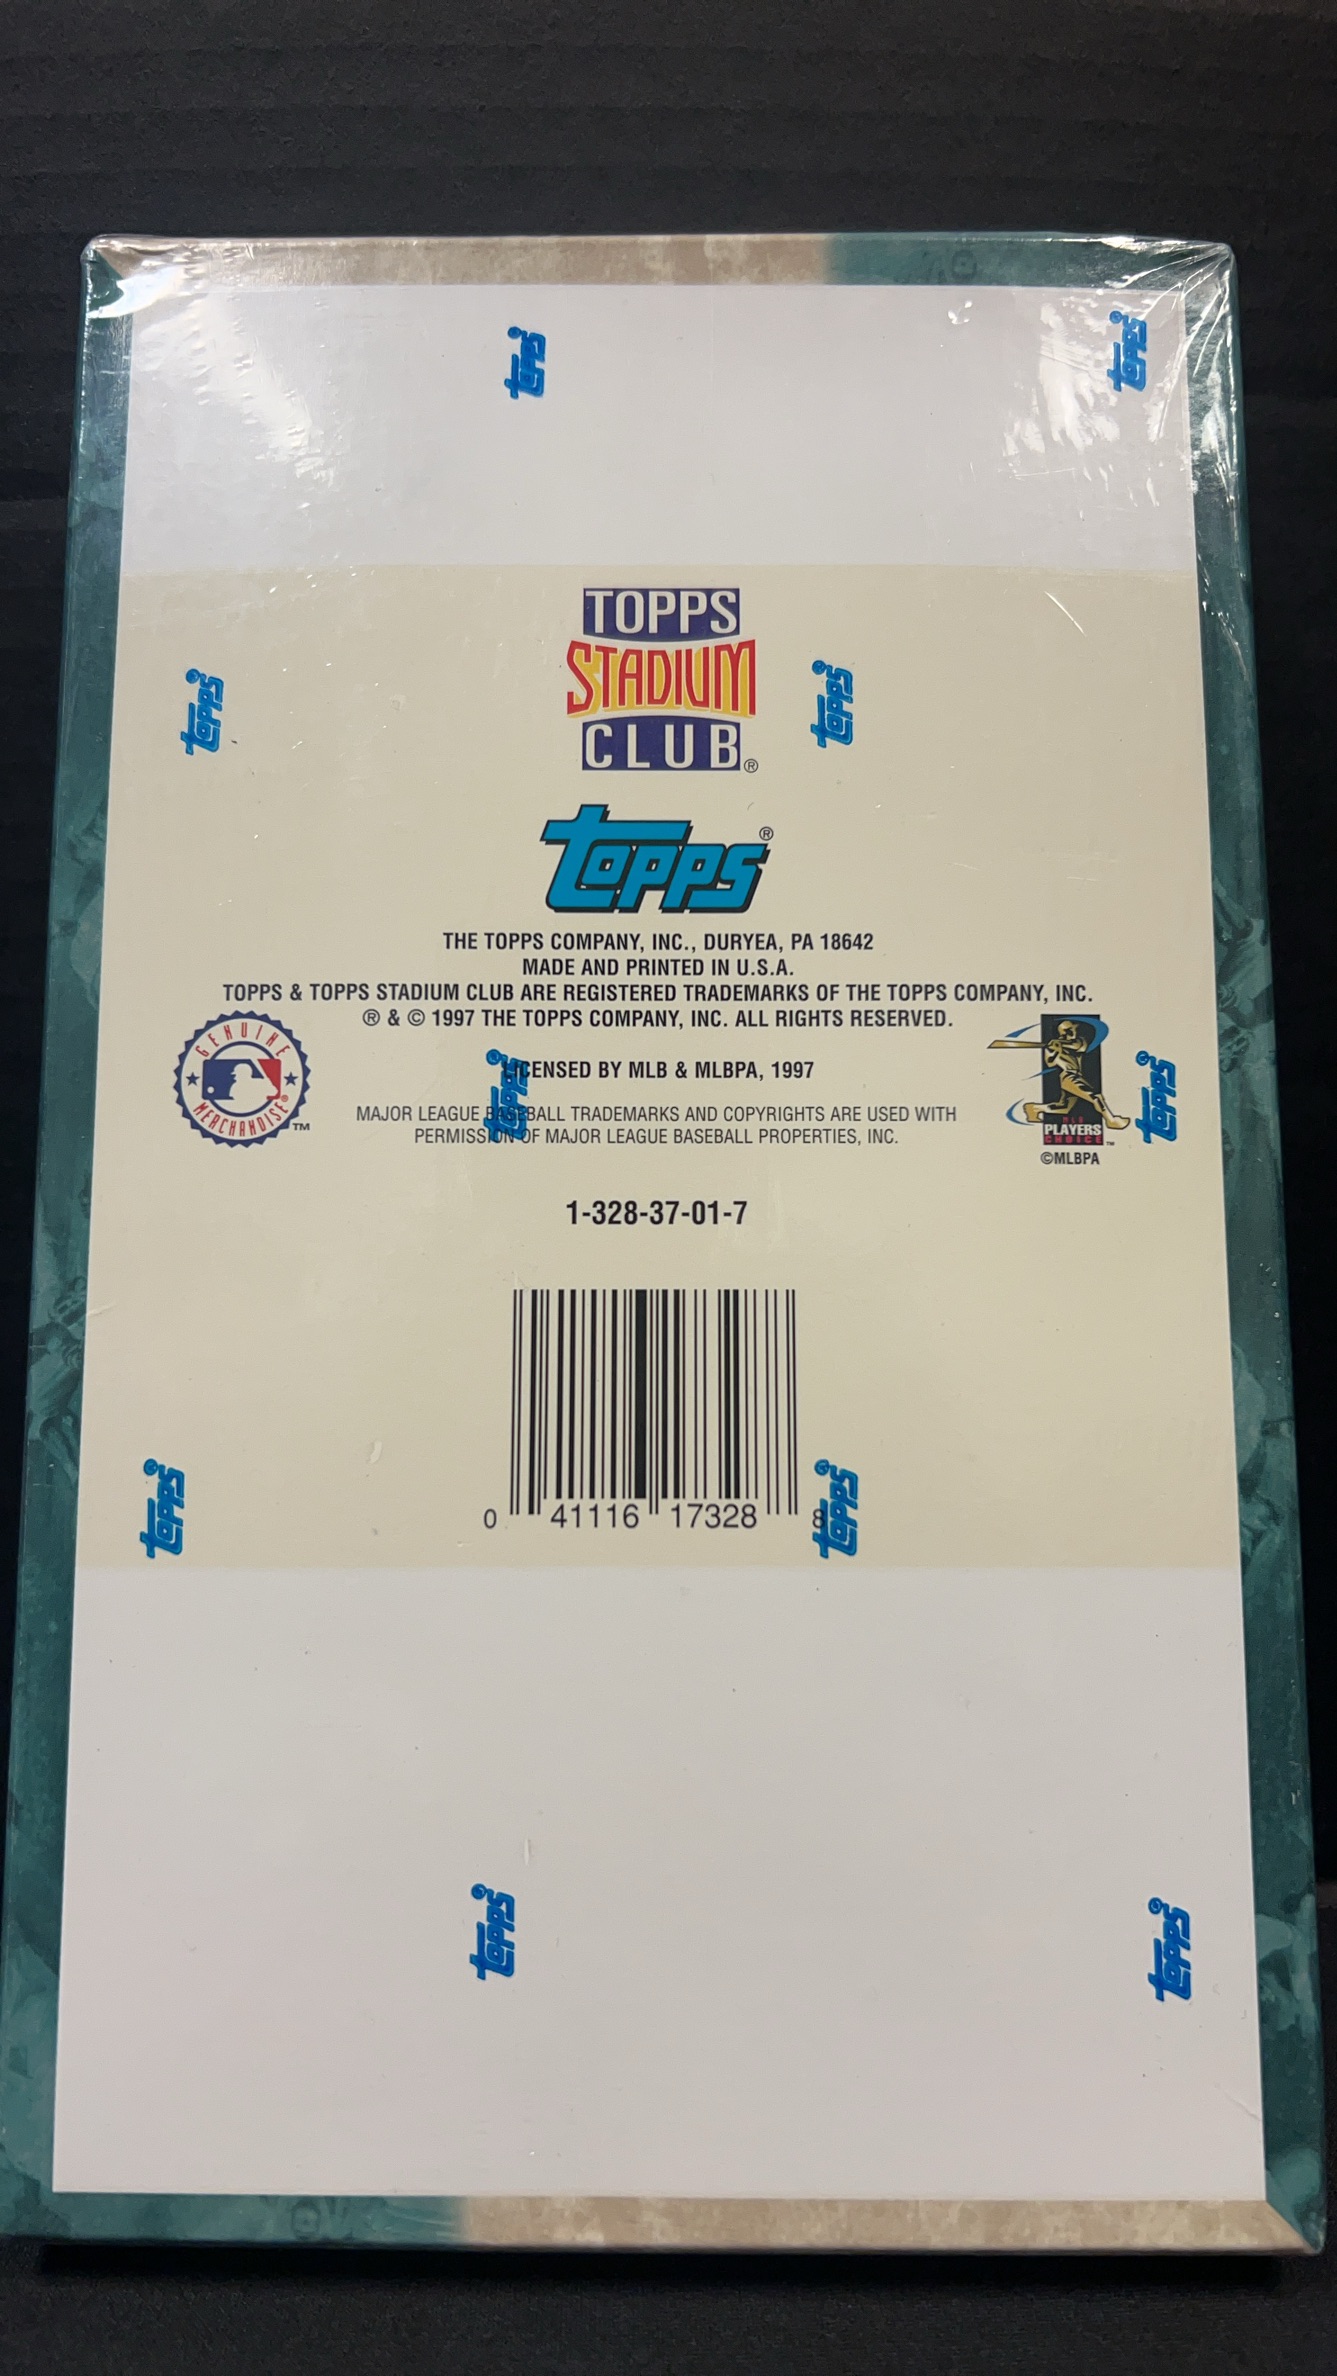 topps®
topps®
TOPPS
STADIUM
CLUB®
topps®
topps®
topps®
THE TOPPS COMPANY, INC., DURYEA, PA 18642
MADE AND PRINTED IN U.S.A.
TOPPS & TOPPS STADIUM CLUB ARE REGISTERED TRADEMARKS OF THE TOPPS COMPANY, INC.
® & © 1997 THE TOPPS COMPANY, INC. ALL RIGHTS RESERVED.
GENUINE
MERCHANDISE®
TM
LICENSED BY MLB & MLBPA, 1997
MAJOR LEAGUE BASEBALL TRADEMARKS AND COPYRIGHTS ARE USED WITH
PERMISSION OF MAJOR LEAGUE BASEBALL PROPERTIES, INC.
topps®
MLB
PLAYERS
CHOICE™
©MLBPA
topps®
1-328-37-01-7
0 41116 17328 8
topps®
topps®
topps®
topps®